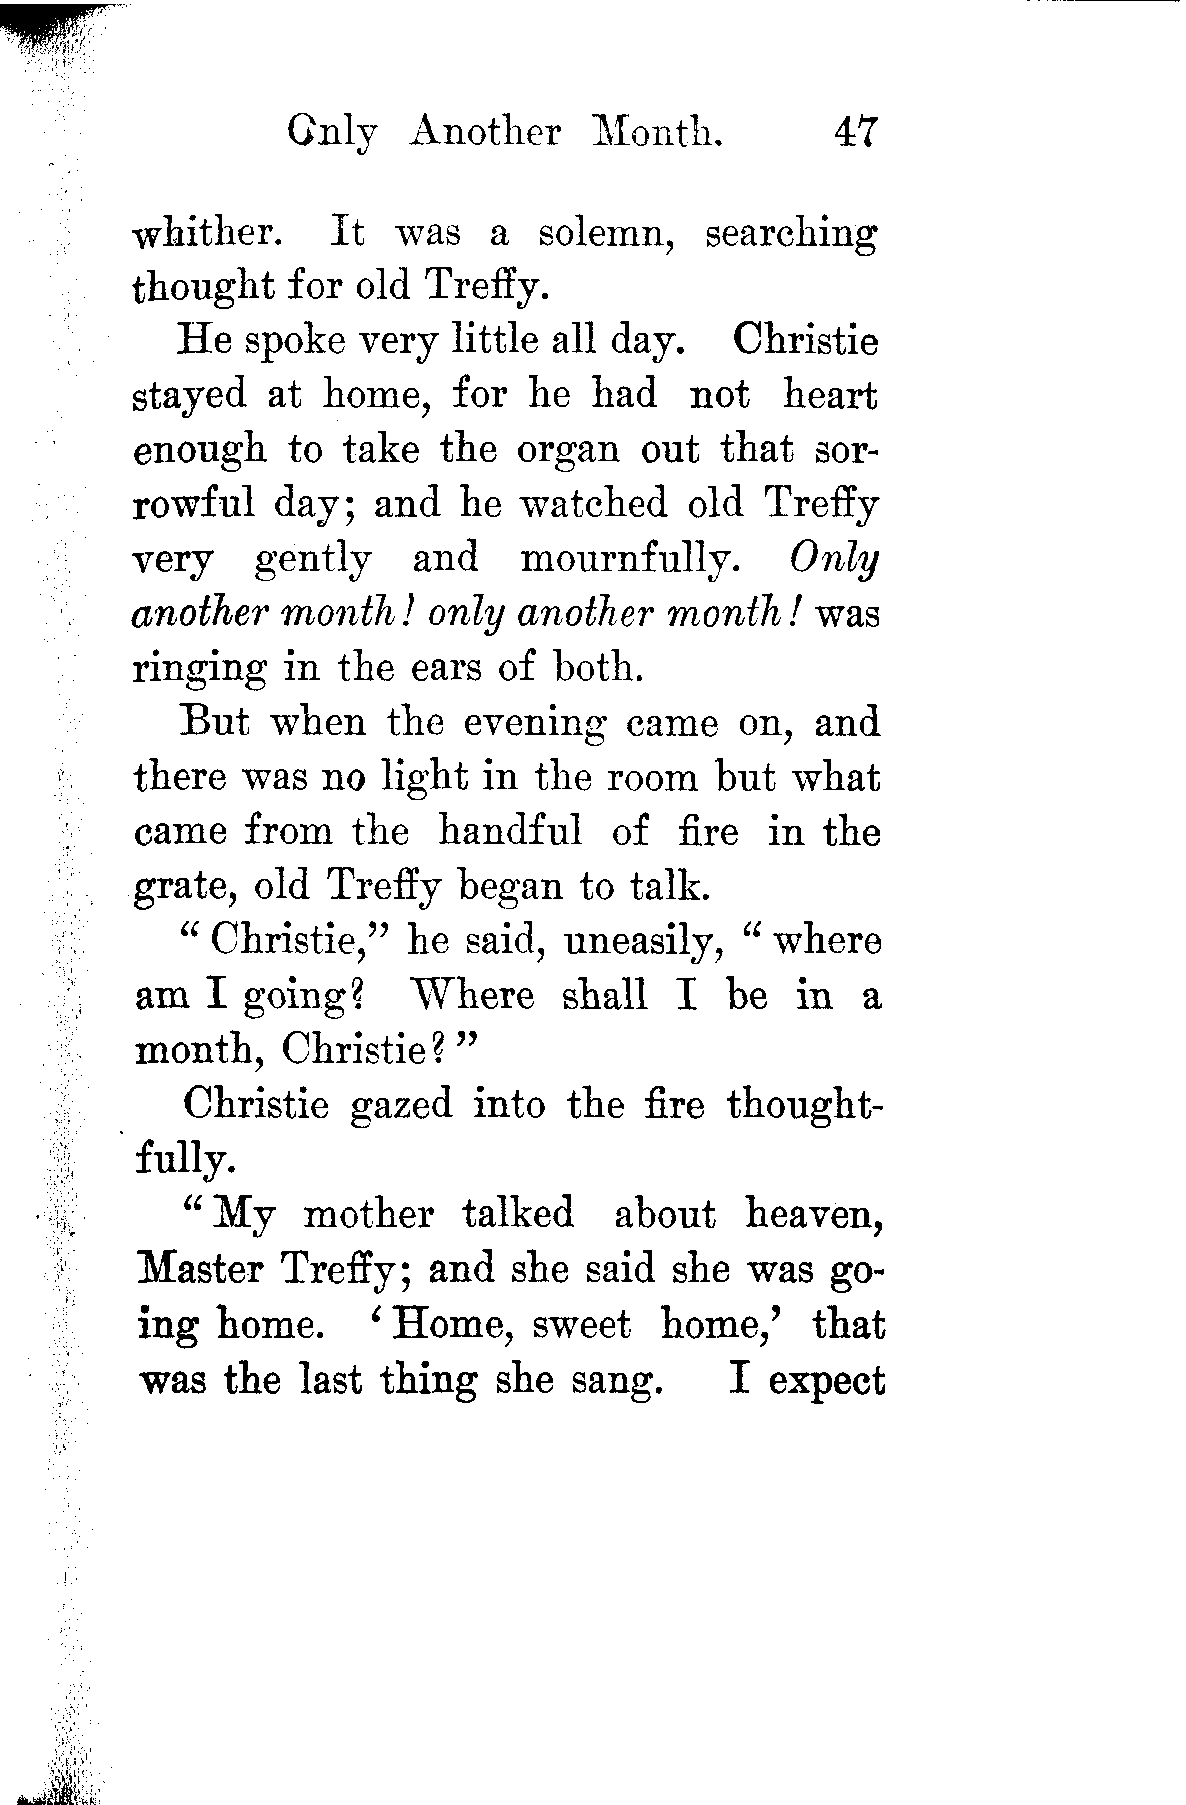 Only Another Month. 47
whither. It was a solemn, searching
thought for old Treffy.
He spoke very little all day. Christie
stayed at home, for he had not heart
enough to take the organ out that sor-
rowful day; and he watched old Treffy
very gently and mournfully. Only
another month! only another month! was
ringing in the ears of both.
But when the evening came on, and
there was no light in the room but what
came from the handful of fire in the
grate, old Treffy began to talk.
“Christie,” he said, uneasily, “where
am I going? Where shall I be in a
month, Christie?”
Christie gazed into the fire thought-
fully.
“My mother talked about heaven,
Master Treffy; and she said she was go-
ing home. ‘Home, sweet home,’ that
was the last thing she sang. I expect